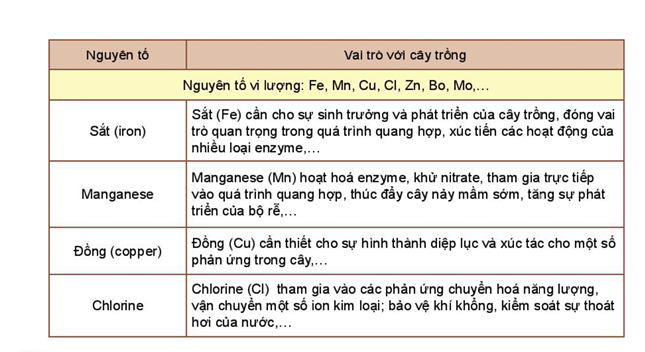 Nguyên tố
Vai trò với cây trồng
Nguyên tố vi lượng: Fe, Mn, Cu, Cl, Zn, Bo, Mo,...
Sắt (iron)
Sắt (Fe) cần cho sự sinh trưởng và phát triển của cây trồng, đóng vai
trò quan trọng trong quá trình quang hợp, xúc tiến các hoạt động của
nhiều loại enzyme,...
Manganese
Manganese (Mn) hoạt hoá enzyme, khử nitrate, tham gia trực tiếp
vào quá trình quang hợp, thúc đẩy cây nảy mầm sớm, tăng sự phát
triển của bộ rễ,...
Đồng (copper)
Đồng (Cu) cần thiết cho sự hình thành diệp lục và xúc tác cho một số
phản ứng trong cây,...
Chlorine
Chlorine (Cl) tham gia vào các phản ứng chuyển hoá năng lượng,
vận chuyển một số ion kim loại; bảo vệ khí khổng, kiểm soát sự thoát
hơi của nước,...